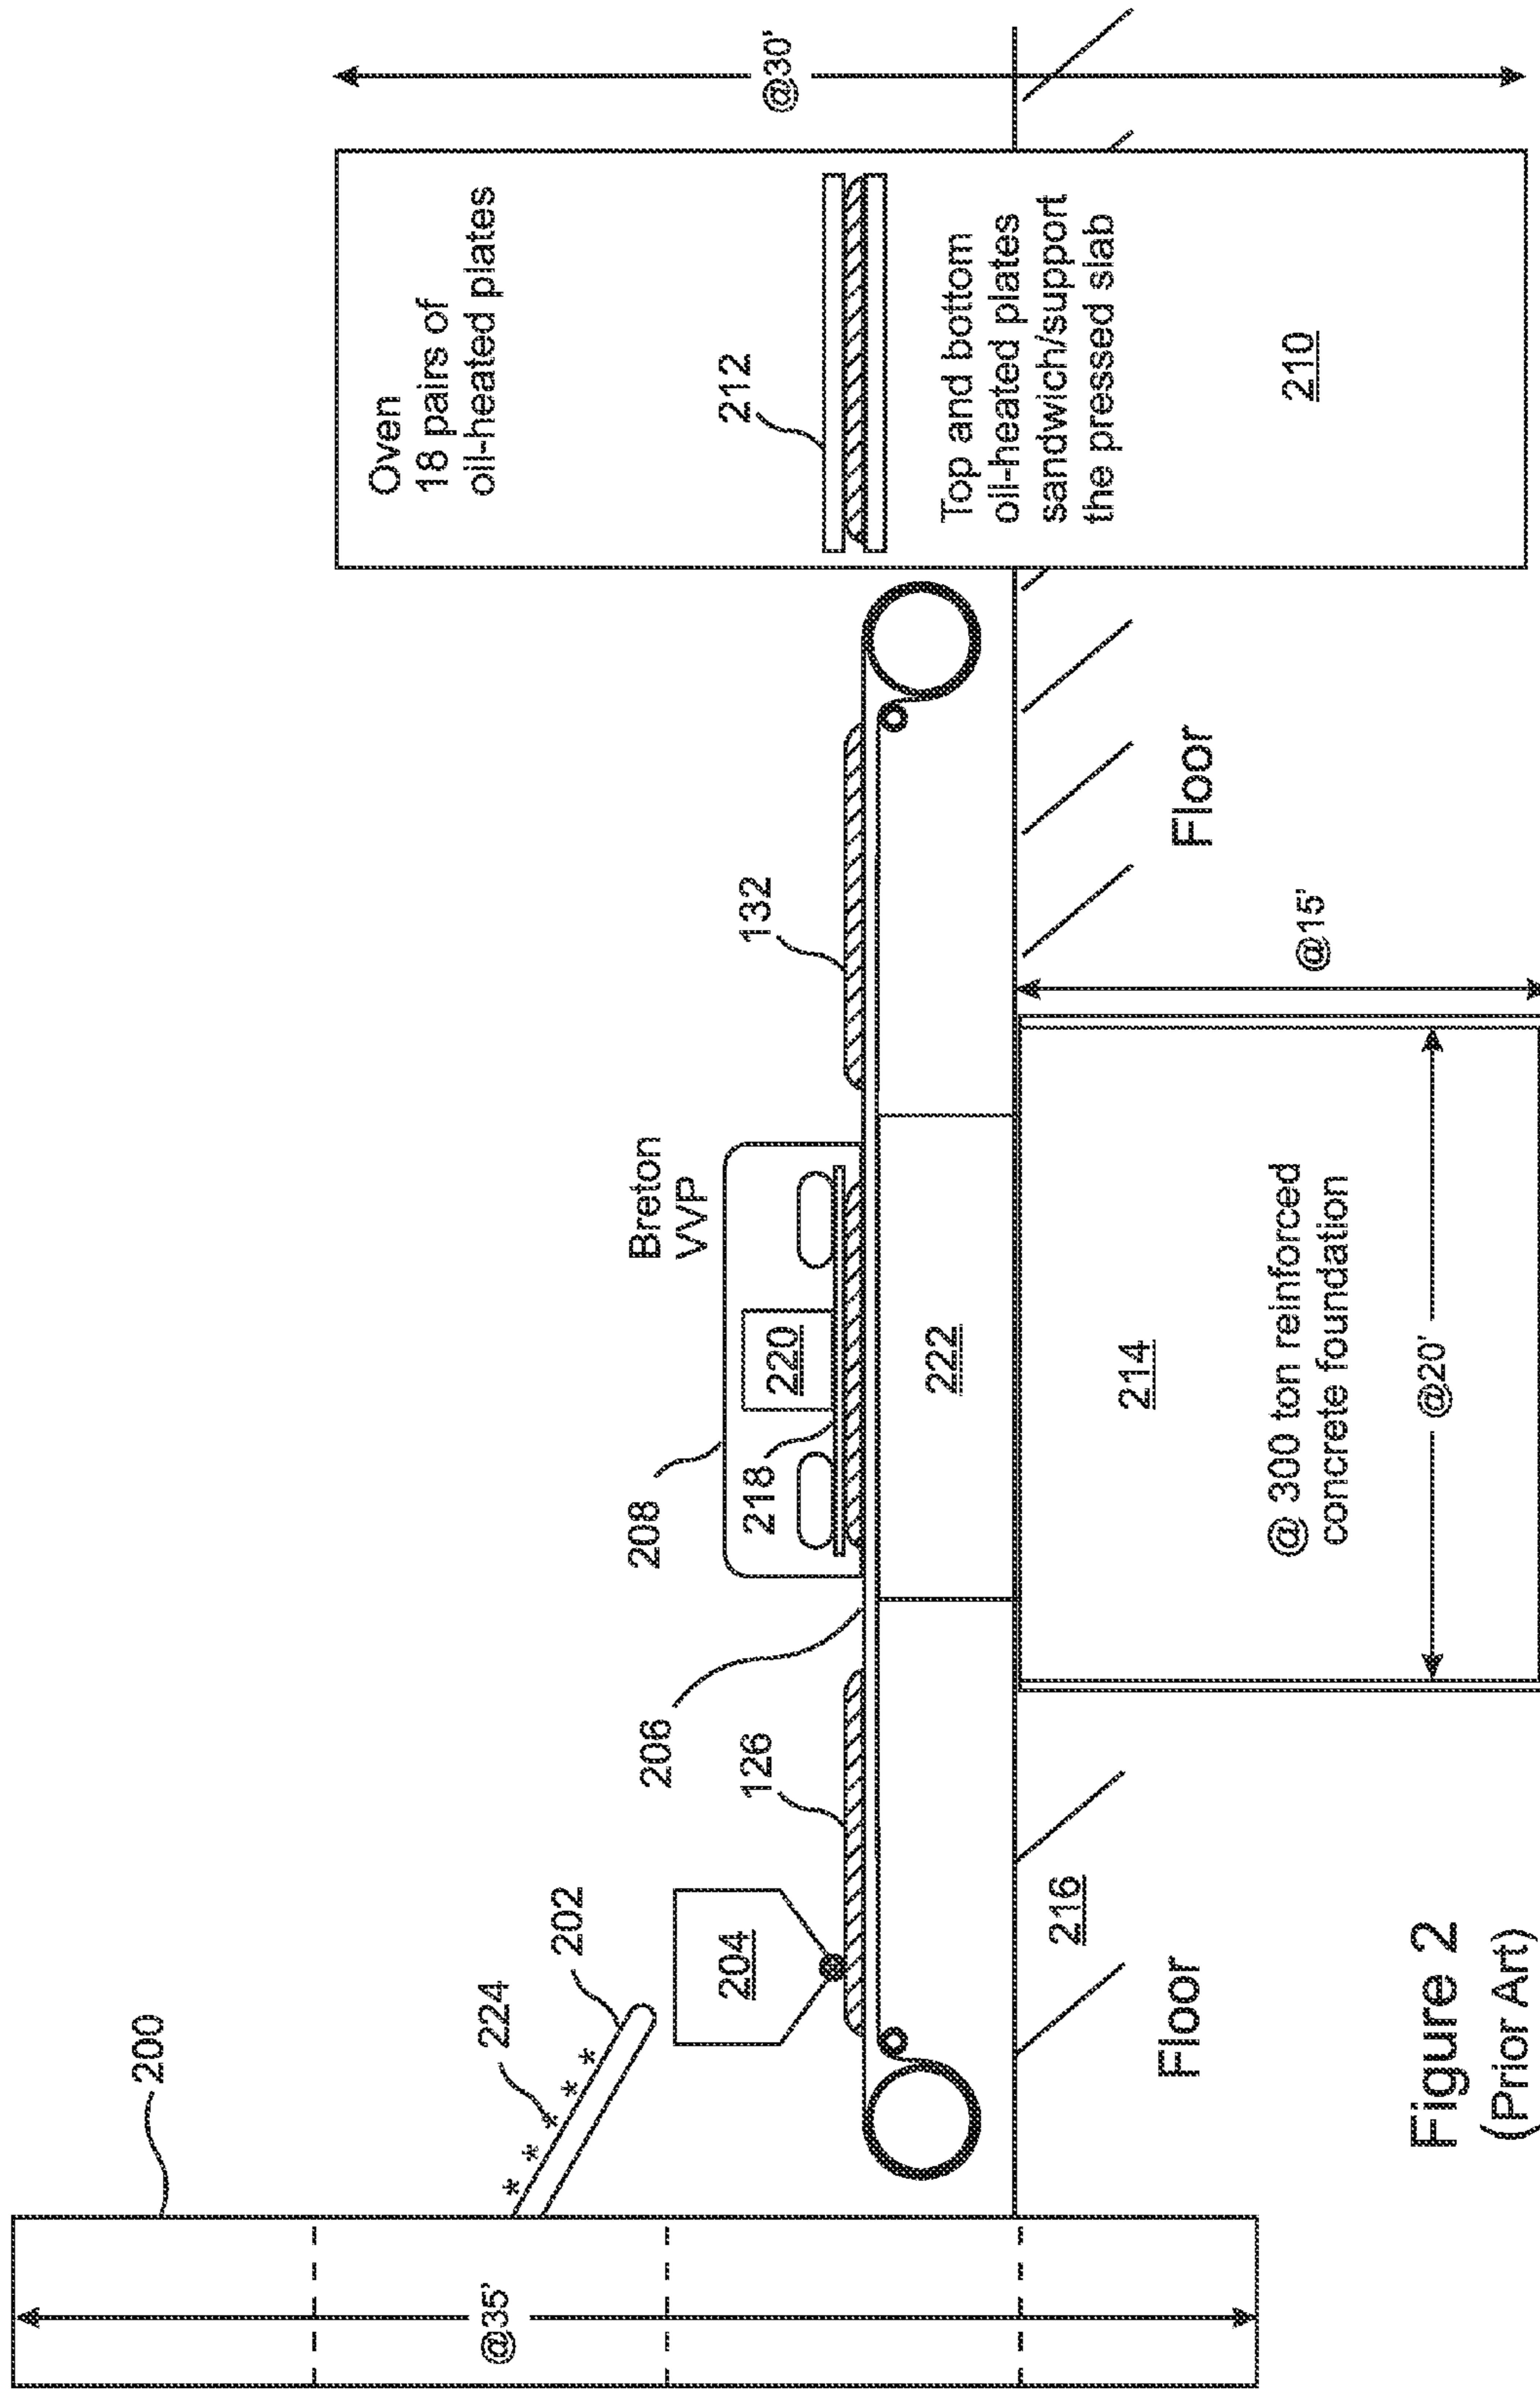 200
@35'
224
202
204
126
206
208
218
220
Breton
VVP
222
132
212
Oven
18 pairs of
oil-heated plates
Top and bottom
oil-heated plates
sandwich/support
the pressed slab
210
@30'
216
Floor
214
@ 300 ton reinforced
concrete foundation
@20'
@15'
Floor
Figure 2
(Prior Art)